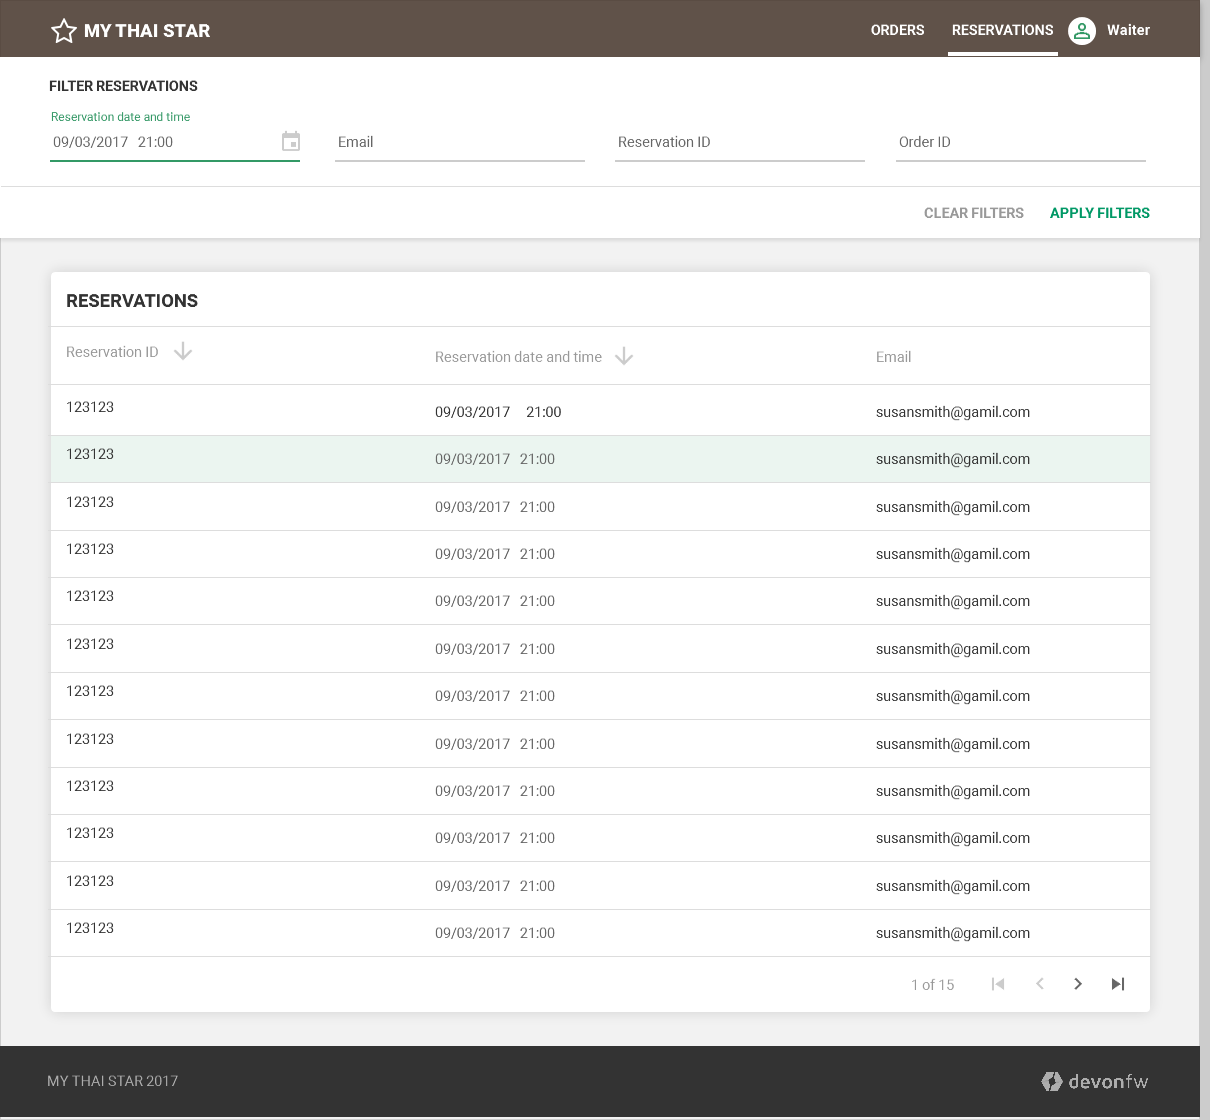 MY THAI STAR ORDERS RESERVATIONS Waiter
FILTER RESERVATIONS
Reservation date and time
09/03/2017 21:00 Email Reservation ID Order ID
CLEAR FILTERS APPLY FILTERS
RESERVATIONS
Reservation ID Reservation date and time Email
123123 09/03/2017 21:00 susansmith@gamil.com
123123 09/03/2017 21:00 susansmith@gamil.com
123123 09/03/2017 21:00 susansmith@gamil.com
123123 09/03/2017 21:00 susansmith@gamil.com
123123 09/03/2017 21:00 susansmith@gamil.com
123123 09/03/2017 21:00 susansmith@gamil.com
123123 09/03/2017 21:00 susansmith@gamil.com
123123 09/03/2017 21:00 susansmith@gamil.com
123123 09/03/2017 21:00 susansmith@gamil.com
123123 09/03/2017 21:00 susansmith@gamil.com
123123 09/03/2017 21:00 susansmith@gamil.com
123123 09/03/2017 21:00 susansmith@gamil.com
1 of 15
MY THAI STAR 2017 devonfw